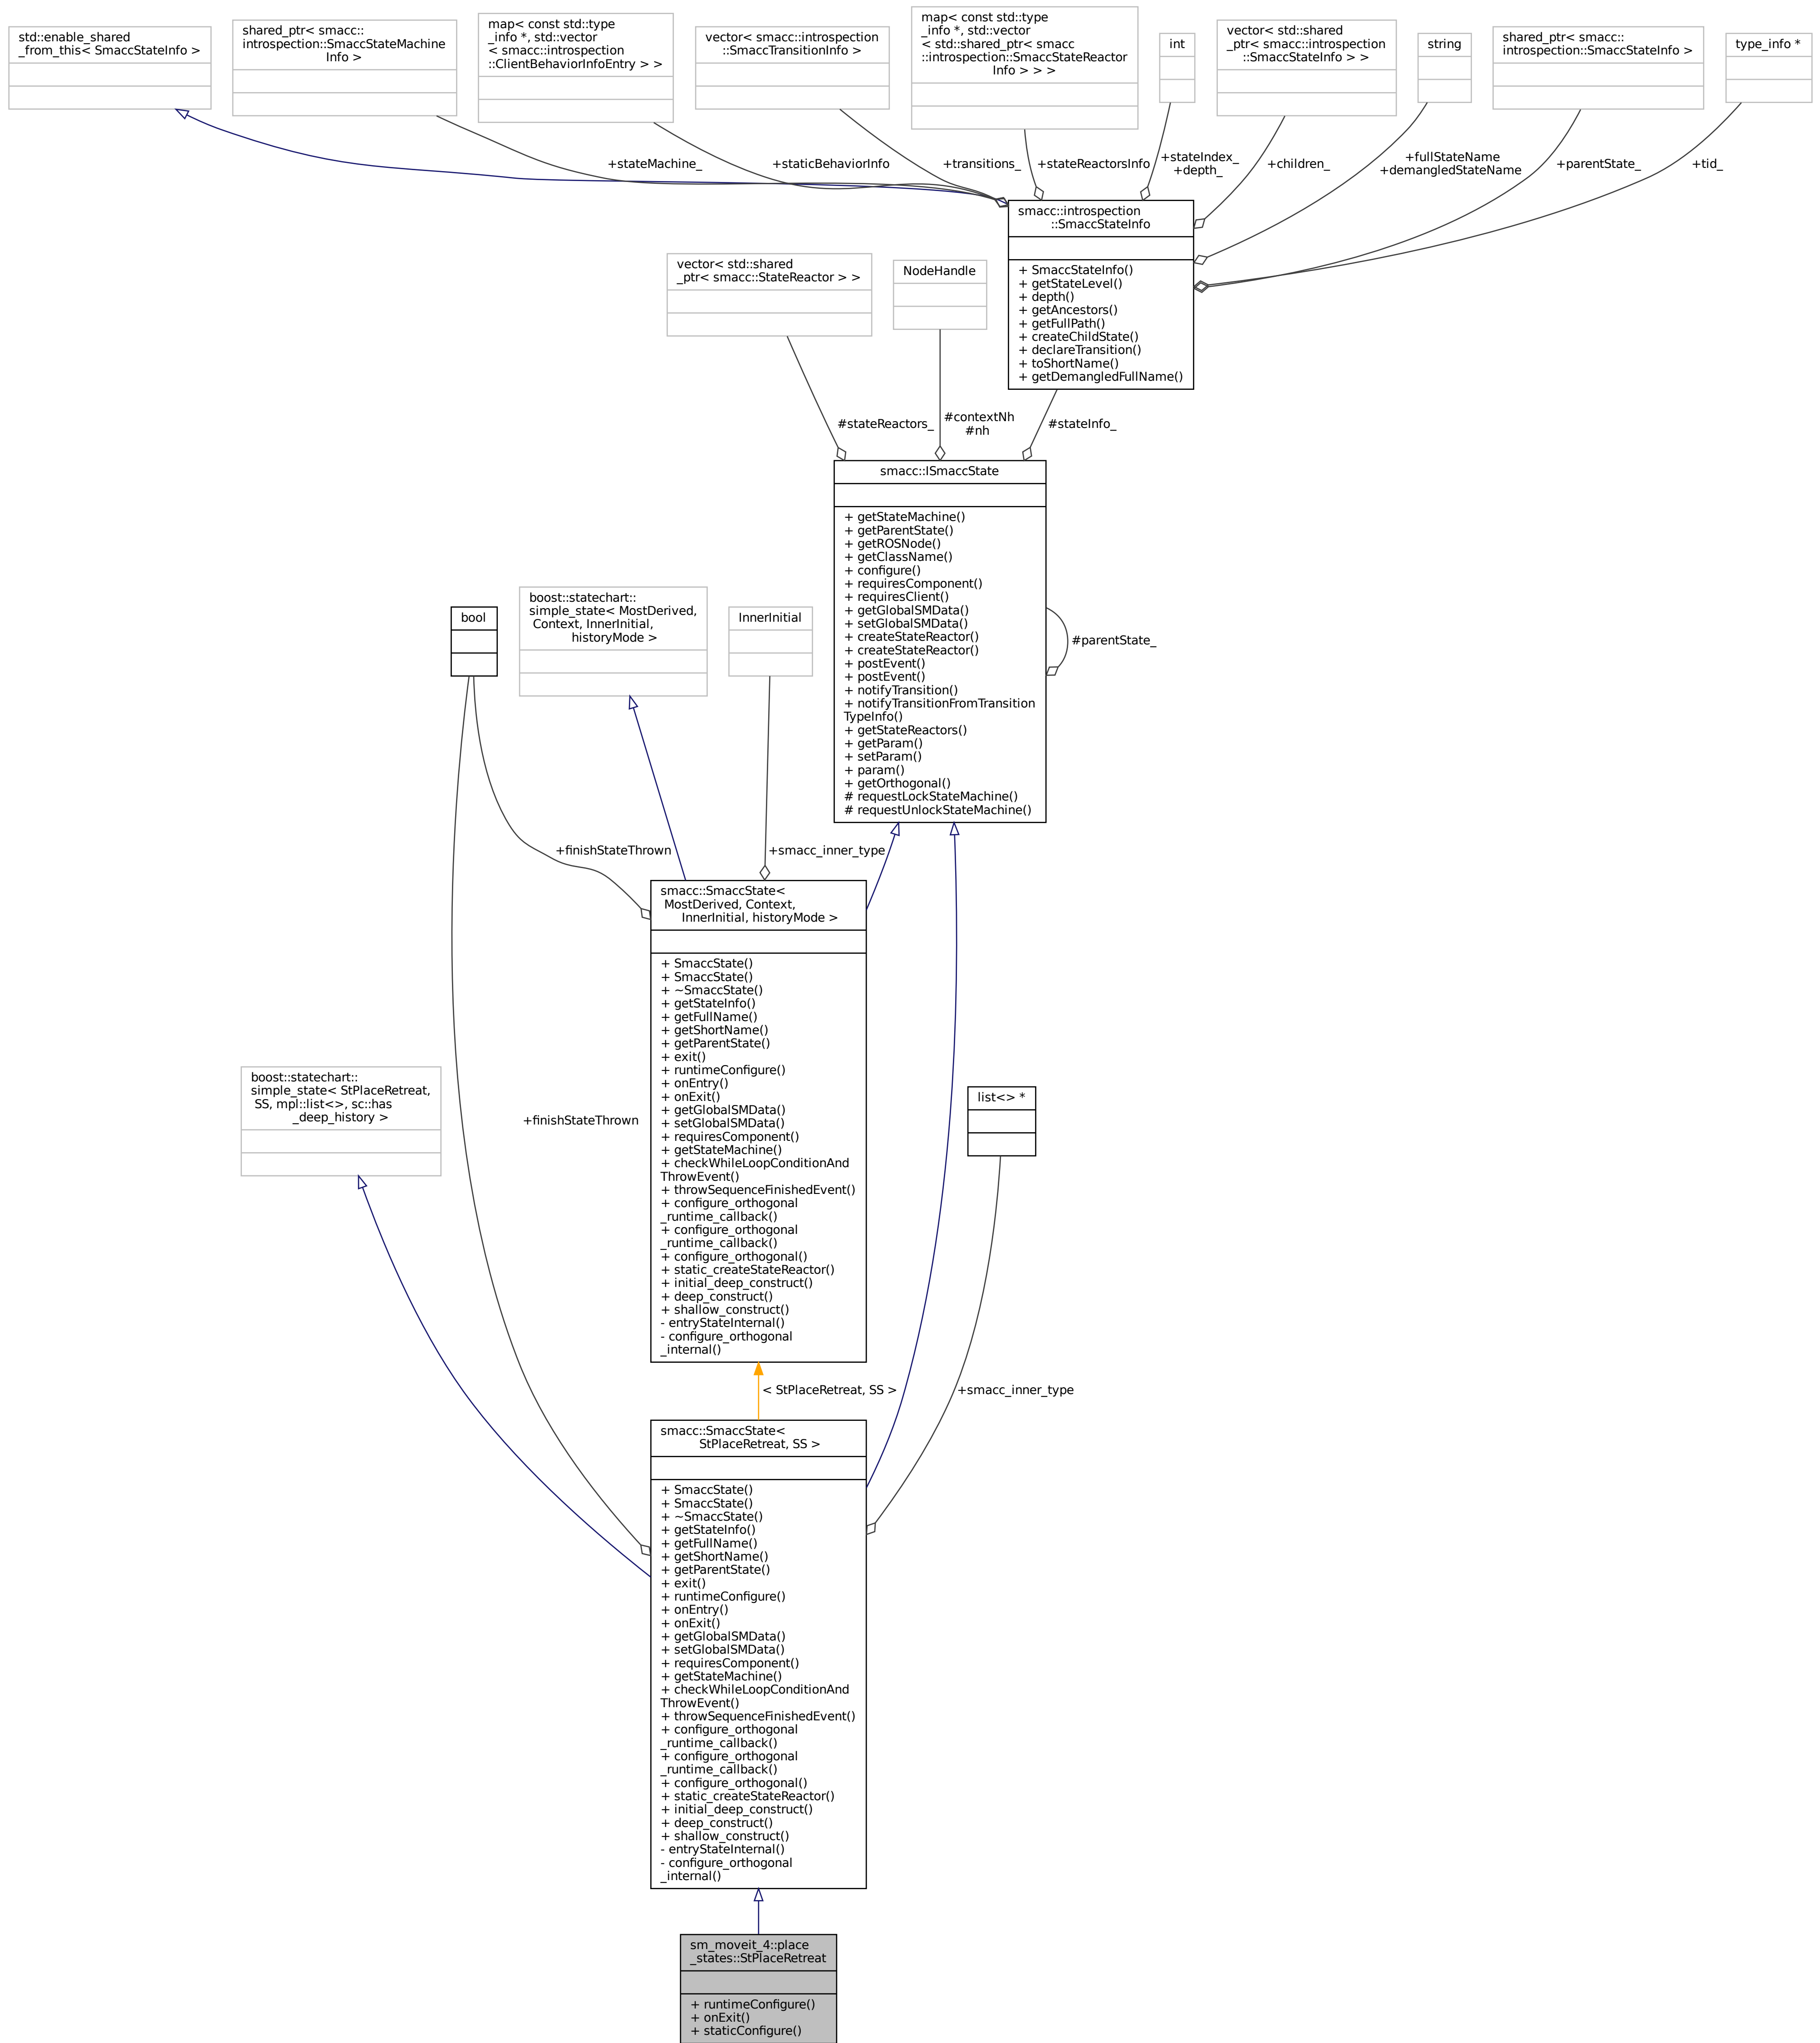 std::enable_shared
_from_this< SmaccStateInfo >
shared_ptr< smacc::
introspection::SmaccStateMachine
Info >
map< const std::type
_info *, std::vector
< smacc::introspection
::ClientBehaviorInfoEntry > >
vector< smacc::introspection
::SmaccTransitionInfo >
map< const std::type
_info *, std::vector
< std::shared_ptr< smacc
::introspection::SmaccStateReactor
Info > > >
int
vector< std::shared
_ptr< smacc::introspection
::SmaccStateInfo > >
string
shared_ptr< smacc::
introspection::SmaccStateInfo >
type_info *
+stateMachine_
+staticBehaviorInfo
+transitions_
+stateReactorsInfo
+stateIndex_
+depth_
+children_
+fullStateName
+demangledStateName
+parentState_
+tid_
smacc::introspection
::SmaccStateInfo
+ SmaccStateInfo()
+ getStateLevel()
+ depth()
+ getAncestors()
+ getFullPath()
+ createChildState()
+ declareTransition()
+ toShortName()
+ getDemangledFullName()
vector< std::shared
_ptr< smacc::StateReactor > >
NodeHandle
#stateReactors_
#contextNh
#nh
#stateInfo_
smacc::ISmaccState
+ getStateMachine()
+ getParentState()
+ getROSNode()
+ getClassName()
+ configure()
+ requiresComponent()
+ requiresClient()
+ getGlobalSMData()
+ setGlobalSMData()
+ createStateReactor()
+ createStateReactor()
+ postEvent()
+ postEvent()
+ notifyTransition()
+ notifyTransitionFromTransition
TypeInfo()
+ getStateReactors()
+ getParam()
+ setParam()
+ param()
+ getOrthogonal()
# requestLockStateMachine()
# requestUnlockStateMachine()
#parentState_
bool
boost::statechart::
simple_state< MostDerived,
Context, InnerInitial,
historyMode >
InnerInitial
+finishStateThrown
+smacc_inner_type
smacc::SmaccState<
MostDerived, Context,
InnerInitial, historyMode >
+ SmaccState()
+ SmaccState()
+ ~SmaccState()
+ getStateInfo()
+ getFullName()
+ getShortName()
+ getParentState()
+ exit()
+ runtimeConfigure()
+ onEntry()
+ onExit()
+ getGlobalSMData()
+ setGlobalSMData()
+ requiresComponent()
+ getStateMachine()
+ checkWhileLoopConditionAnd
ThrowEvent()
+ throwSequenceFinishedEvent()
+ configure_orthogonal
_runtime_callback()
+ configure_orthogonal
_runtime_callback()
+ configure_orthogonal()
+ static_createStateReactor()
+ initial_deep_construct()
+ deep_construct()
+ shallow_construct()
- entryStateInternal()
- configure_orthogonal
_internal()
boost::statechart::
simple_state< StPlaceRetreat,
SS, mpl::list<>, sc::has
_deep_history >
+finishStateThrown
list<> *
< StPlaceRetreat, SS >
+smacc_inner_type
smacc::SmaccState<
StPlaceRetreat, SS >
+ SmaccState()
+ SmaccState()
+ ~SmaccState()
+ getStateInfo()
+ getFullName()
+ getShortName()
+ getParentState()
+ exit()
+ runtimeConfigure()
+ onEntry()
+ onExit()
+ getGlobalSMData()
+ setGlobalSMData()
+ requiresComponent()
+ getStateMachine()
+ checkWhileLoopConditionAnd
ThrowEvent()
+ throwSequenceFinishedEvent()
+ configure_orthogonal
_runtime_callback()
+ configure_orthogonal
_runtime_callback()
+ configure_orthogonal()
+ static_createStateReactor()
+ initial_deep_construct()
+ deep_construct()
+ shallow_construct()
- entryStateInternal()
- configure_orthogonal
_internal()
sm_moveit_4::place
_states::StPlaceRetreat
+ runtimeConfigure()
+ onExit()
+ staticConfigure()